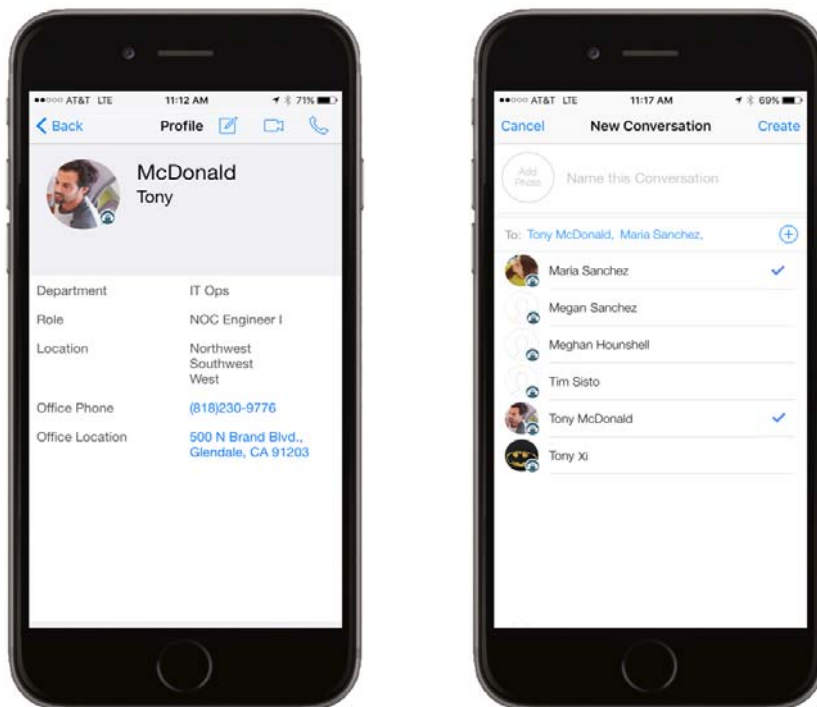 AT&T LTE 11:12 AM 71%
Back Profile
McDonald
Tony
Department IT Ops
Role NOC Engineer I
Location Northwest
Southwest
West
Office Phone (818)230-9776
Office Location 500 N Brand Blvd.,
Glendale, CA 91203
AT&T LTE 11:17 AM 69%
Cancel New Conversation Create
Add
Photo
Name this Conversation
To: Tony McDonald, Maria Sanchez,
Maria Sanchez
Megan Sanchez
Meghan Hounshell
Tim Sisto
Tony McDonald
Tony Xi